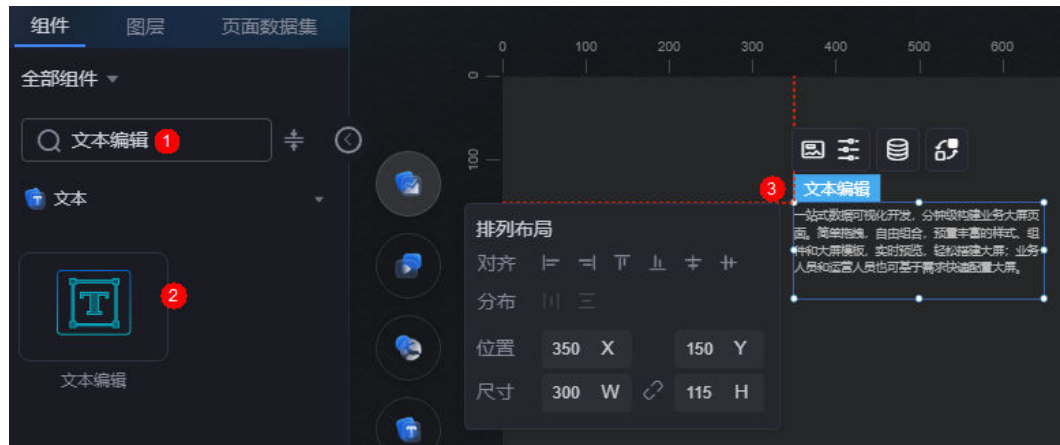 组件 图层 页面数据集
全部组件
文本编辑 1
文本
2
文本编辑
0 100 200 300 400 500 600
0
100
3 文本编辑
一站式数据可视化开发，分钟级构建业务大屏页
面。简单拖拽，自由组合，预置丰富的样式、组
件和大屏模板，实时预览，轻松搭建大屏；业务
人员和运营人员也可基于需求快速配置大屏。
排列布局
对齐
分布
位置 350 X 150 Y
尺寸 300 W 115 H